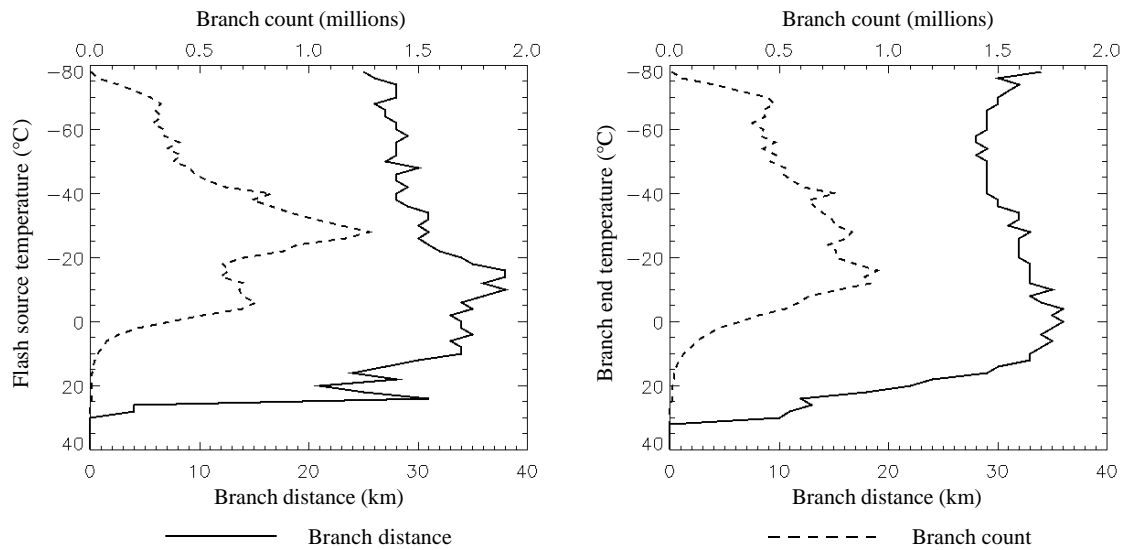 Branch count (millions)
0.0 0.5 1.0 1.5 2.0
−80
−60
−40
−20
0
20
40
Flash source temperature (°C)
0 10 20 30 40
Branch distance (km)
Branch count (millions)
0.0 0.5 1.0 1.5 2.0
−80
−60
−40
−20
0
20
40
Branch end temperature (°C)
0 10 20 30 40
Branch distance (km)
Branch distance
Branch count